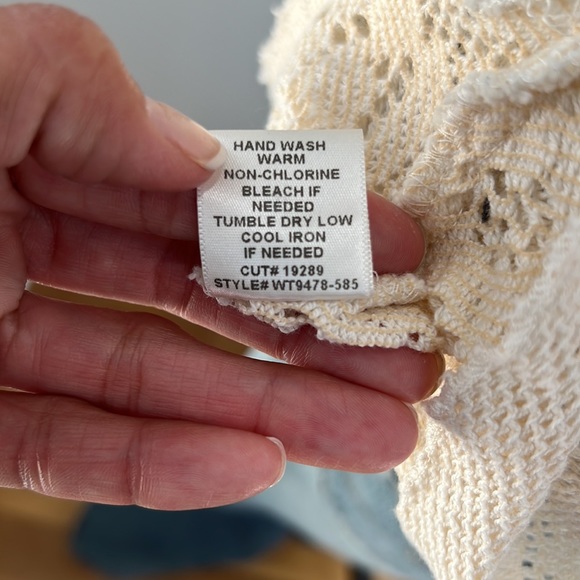 HAND WASH
WARM
NON-CHLORINE
BLEACH IF
NEEDED
TUMBLE DRY LOW
COOL IRON
IF NEEDED
CUT# 19289
STYLE# WT9478-585